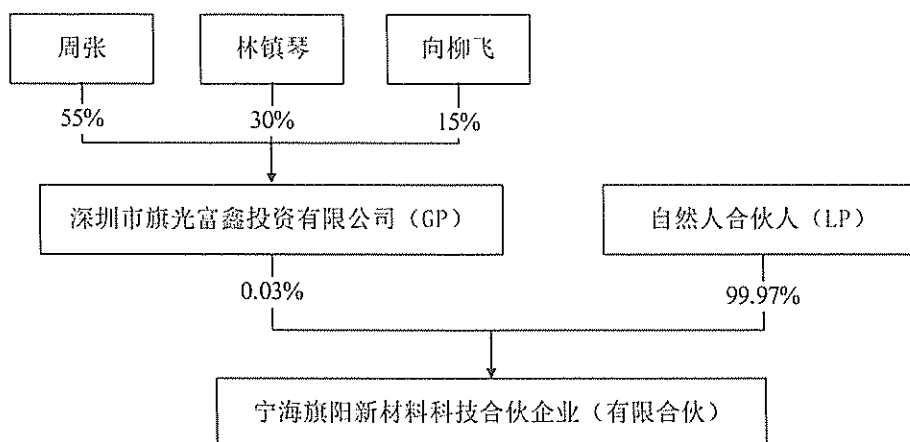 周张
林镇琴
向柳飞
55%
30%
15%
深圳市旗光富鑫投资有限公司（GP）
自然人合伙人（LP）
0.03%
99.97%
宁海旗阳新材料科技合伙企业（有限合伙）